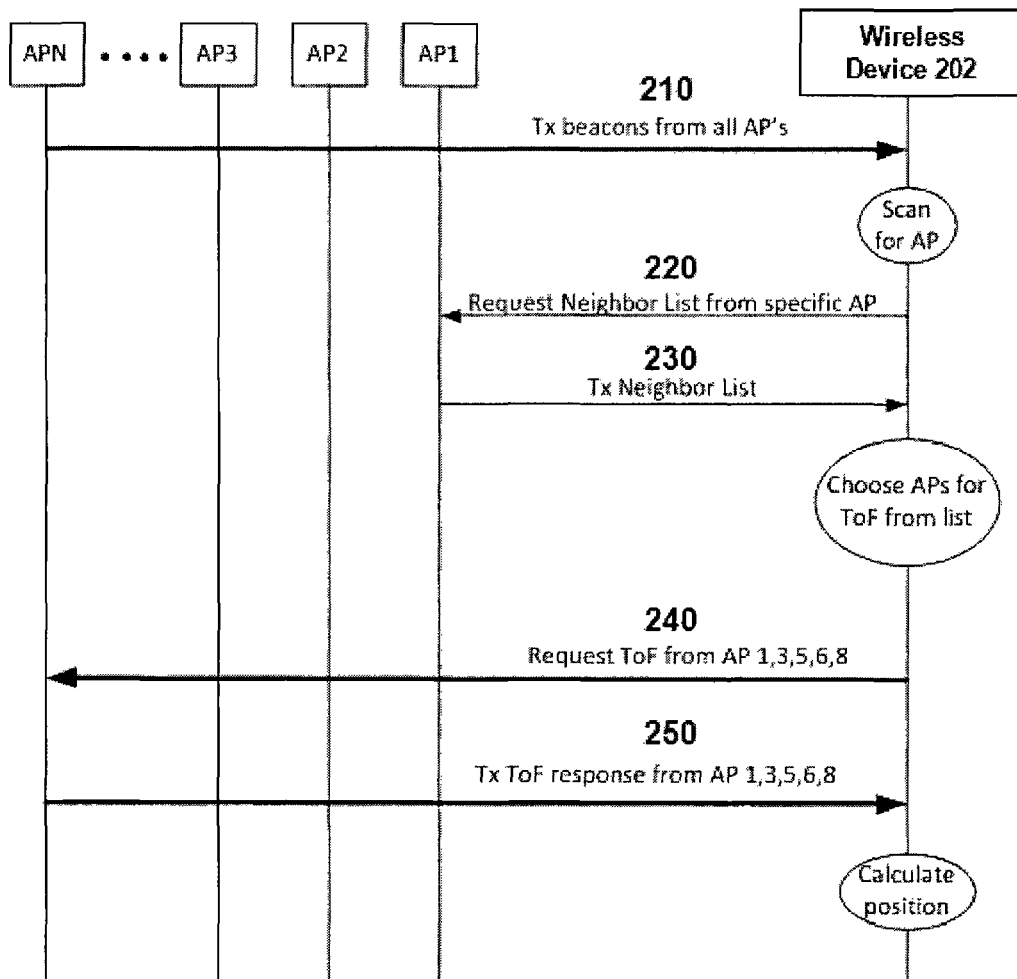 APN
AP3
AP2
AP1
Wireless
Device 202
210
Tx beacons from all AP's
Scan
for AP
220
Request Neighbor List from specific AP
230
Tx Neighbor List
Choose APs for
ToF from list
240
Request ToF from AP 1,3,5,6,8
250
Tx ToF response from AP 1,3,5,6,8
Calculate
position